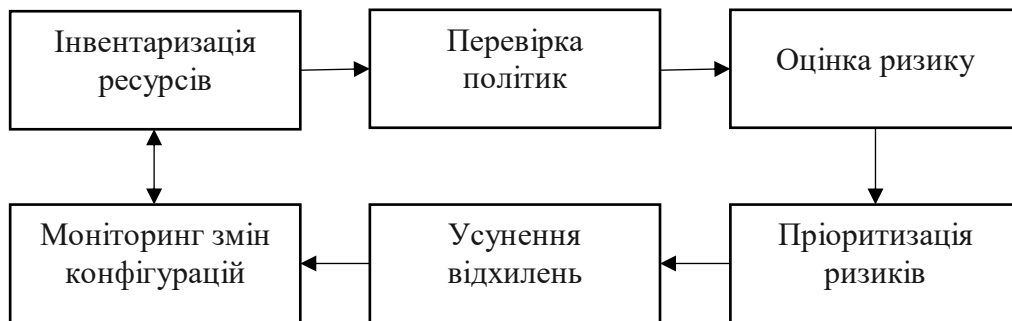 Інвентаризація
ресурсів
Перевірка
політик
Оцінка ризику
Моніторинг змін
конфігурацій
Усунення
відхилень
Пріоритизація
ризиків